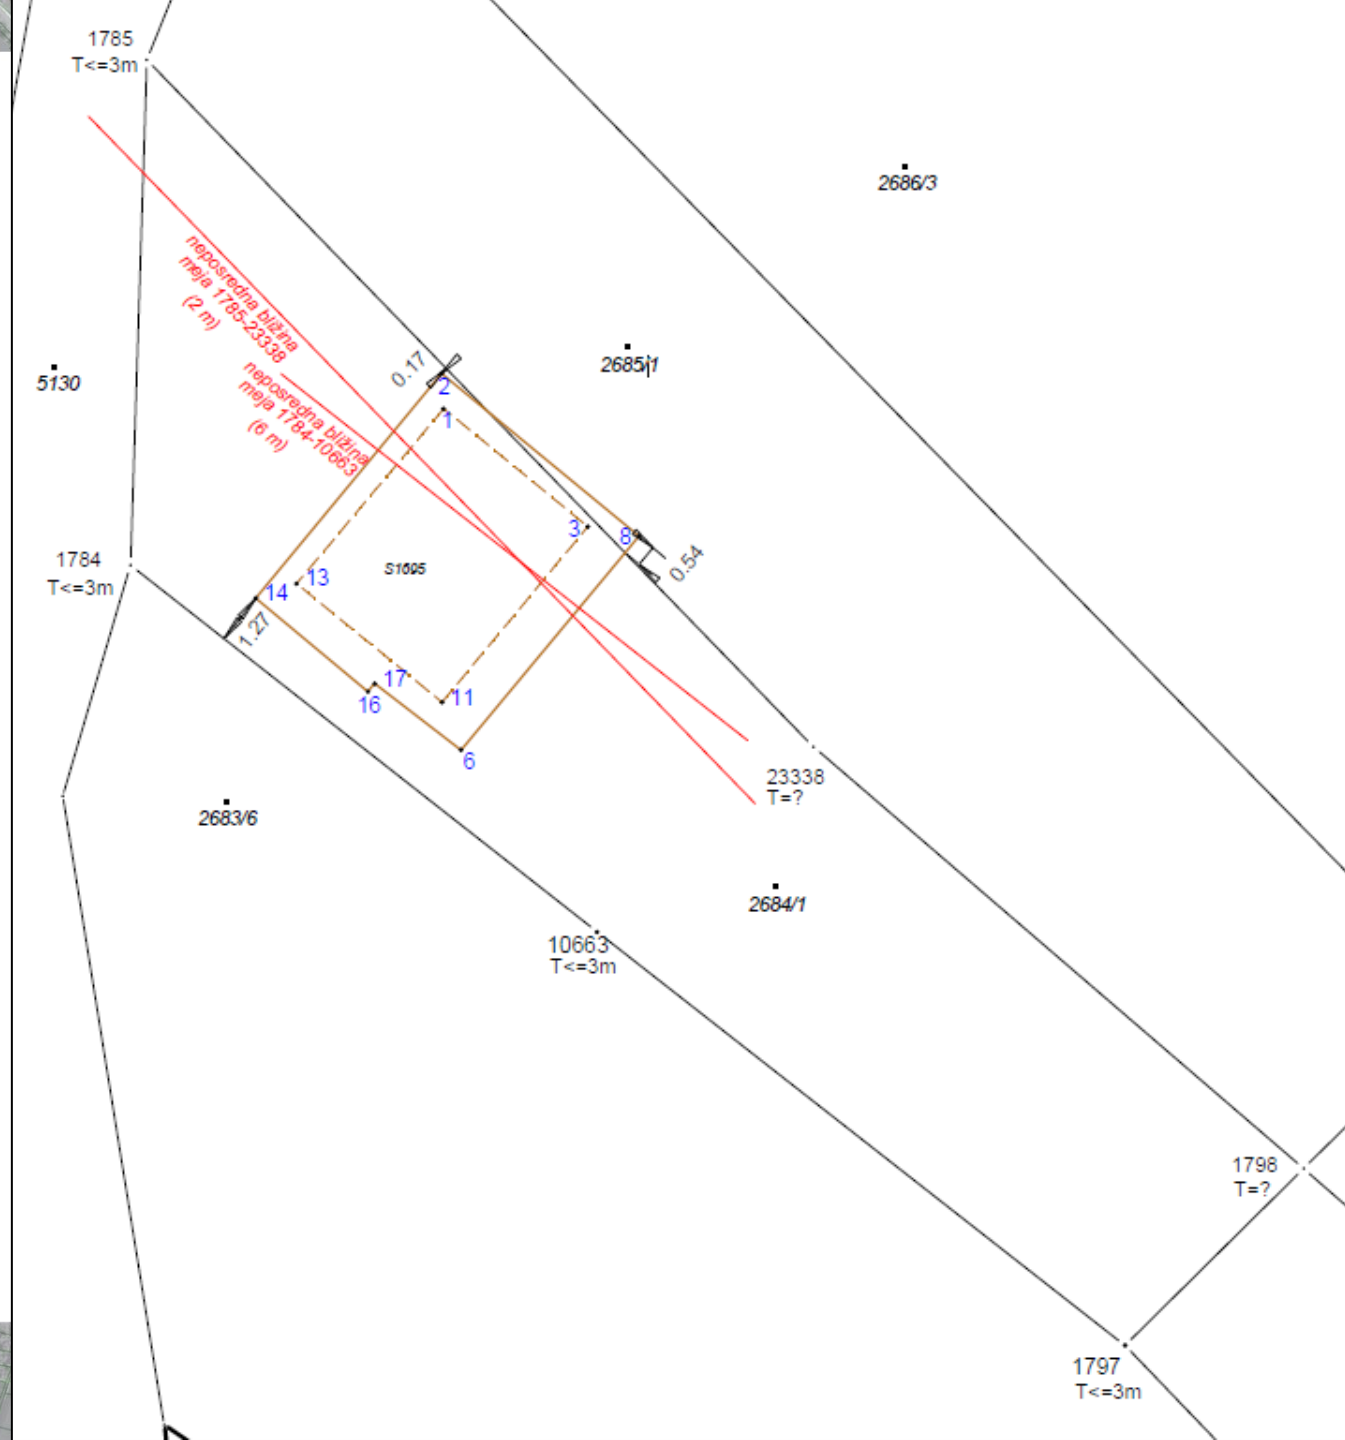 1785
T<=3m
2686/3
neposredna bližina
meja 1785-23338
(2 m)
2685/1
5130
0.17
2
1
neposredna bližina
meja 1784-10663
(6 m)
3
8
0.54
1784
T<=3m
S1695
13
14
1.27
17
16
11
6
23338
T=?
2683/6
2684/1
10663
T<=3m
1798
T=?
1797
T<=3m